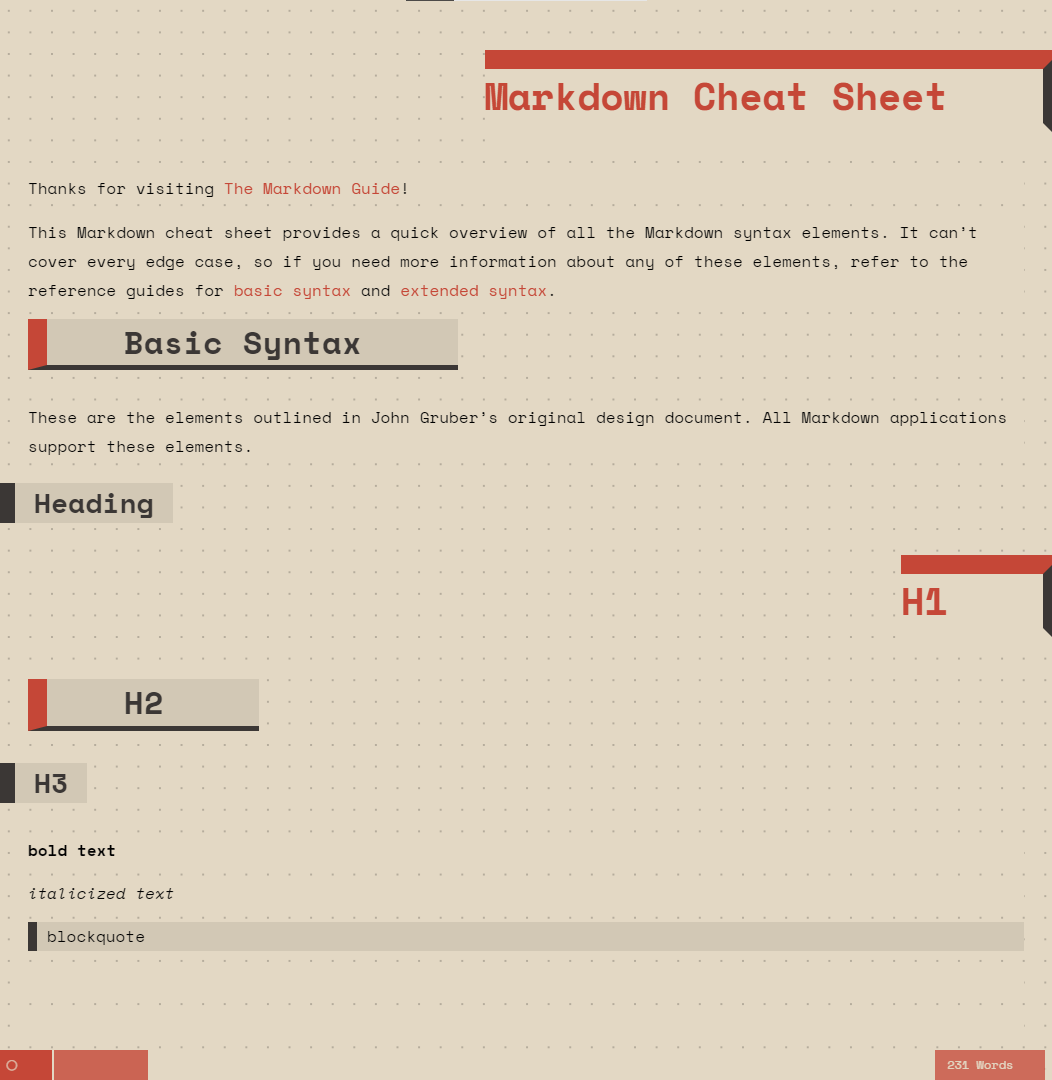 Markdown Cheat Sheet
Thanks for visiting The Markdown Guide!
This Markdown cheat sheet provides a quick overview of all the Markdown syntax elements. It can’t
cover every edge case, so if you need more information about any of these elements, refer to the
reference guides for basic syntax and extended syntax.
Basic Syntax
These are the elements outlined in John Gruber’s original design document. All Markdown applications
support these elements.
Heading
H1
H2
H3
bold text
italicized text
blockquote
231 Words